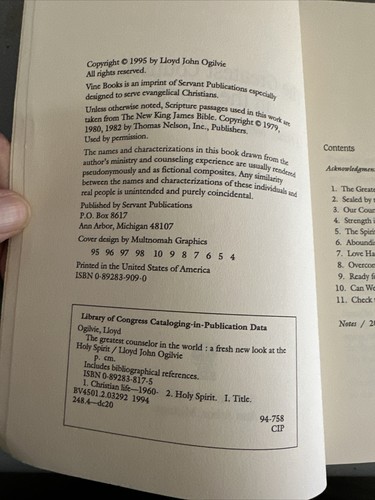 Copyright © 1995 by Lloyd John Ogilvie
All rights reserved.
Vine Books is an imprint of Servant Publications especially
designed to serve evangelical Christians.
Unless otherwise noted, Scripture passages used in this work are
taken from The New King James Bible. Copyright © 1979,
1980, 1982 by Thomas Nelson, Inc., Publishers.
Used by permission.
The names and characterizations in this book drawn from the
author's ministry and counseling experience are usually rendered
pseudonymously and as fictional composites. Any similarity
between the names and characterizations of these individuals and
real people is unintended and purely coincidental.
Published by Servant Publications
P.O. Box 8617
Ann Arbor, Michigan 48107
Cover design by Multnomah Graphics
95 96 97 98 10 9 8 7 6 5 4
Printed in the United States of America
ISBN 0-89283-909-0
Library of Congress Cataloging-in-Publication Data
Ogilvie, Lloyd
The greatest counselor in the world : a fresh new look at the
Holy Spirit / Lloyd John Ogilvie
p. cm.
Includes bibliographical references.
ISBN 0-89283-817-5
1. Christian life—1960- 2. Holy Spirit. I. Title.
BV4501.2.03292 1994
248.4—dc20
94-758
CIP
Contents
Acknowledgmen
1. The Greate
2. Sealed by
3. Our Coun
4. Strength i
5. The Spiri
6. Aboundi
7. Love Ha
8. Overcon
9. Ready f
10. Can We
11. Check
Notes / 2